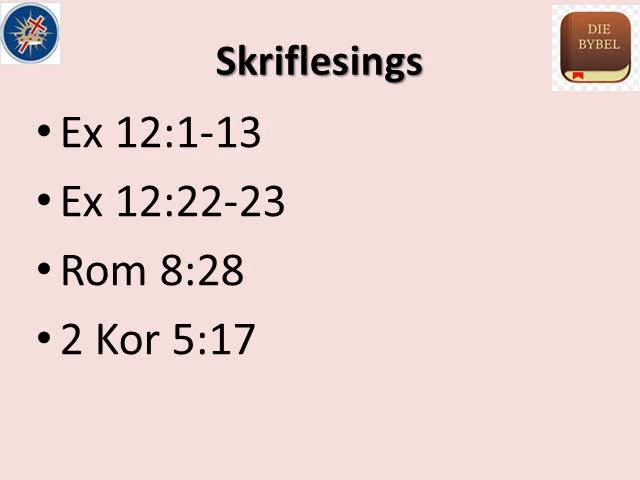 DIE
BYBEL
Skriflesings
• Ex 12:1-13
• Ex 12:22-23
• Rom 8:28
• 2 Kor 5:17